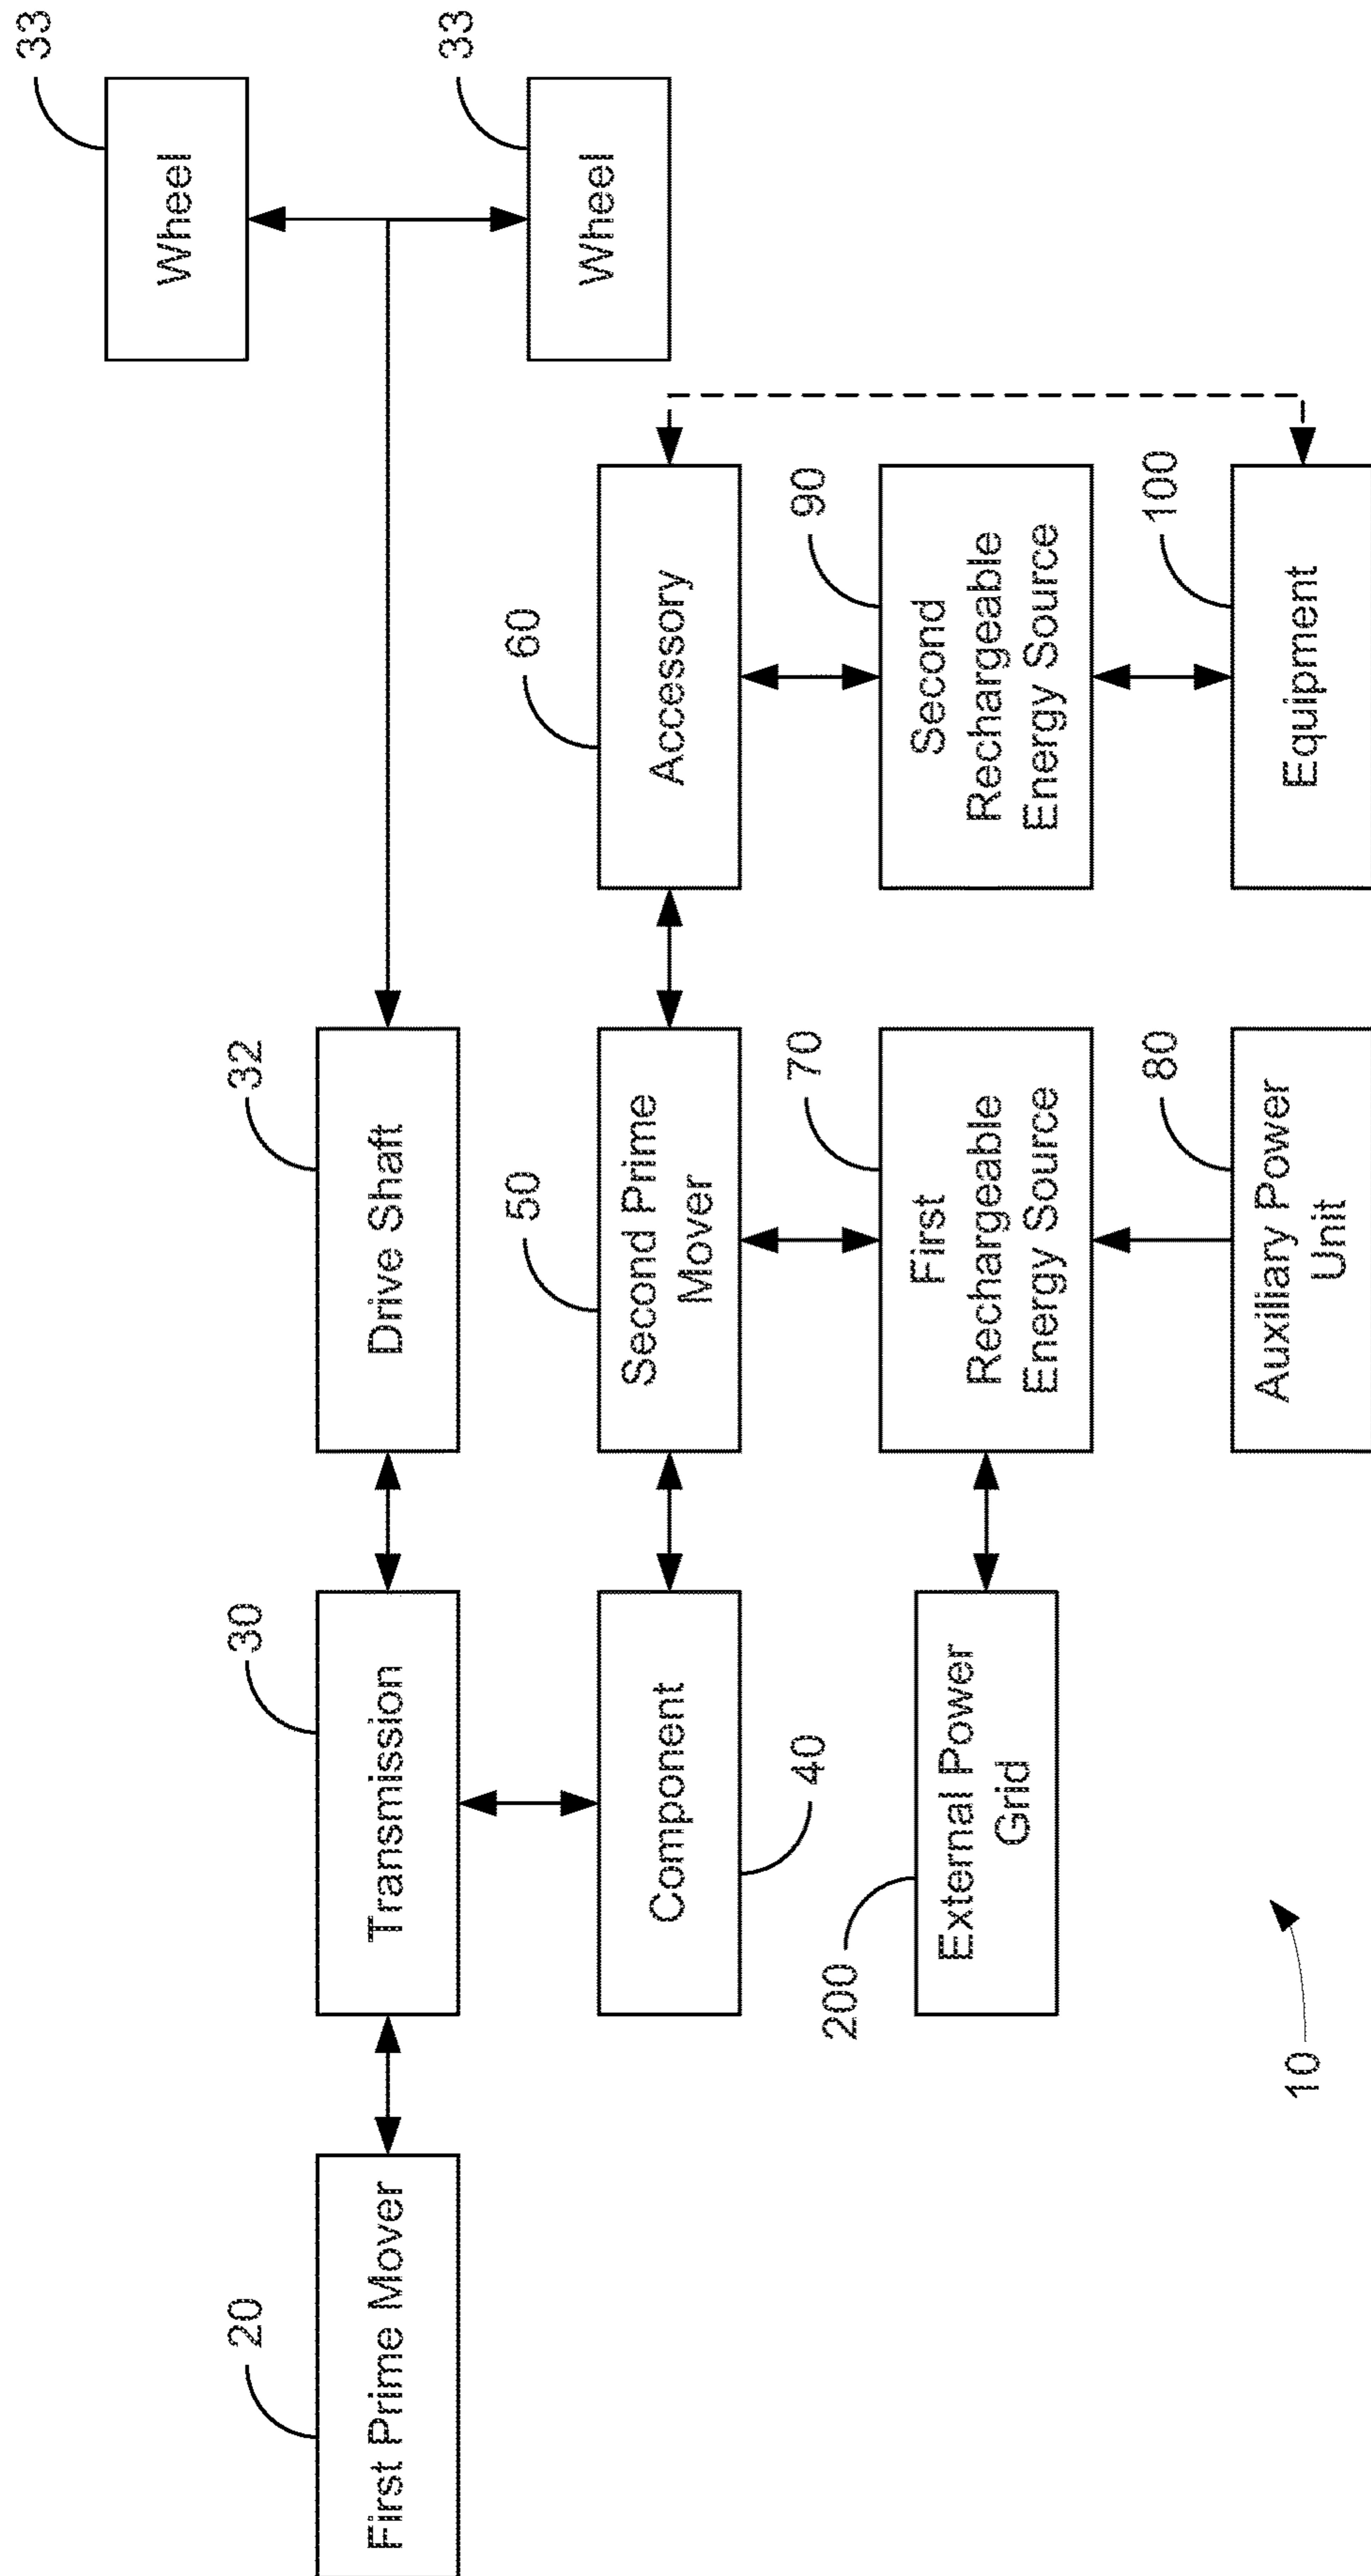 33
Wheel
33
Wheel
20
First Prime Mover
30
Transmission
32
Drive Shaft
Component
40
50
Second Prime
Mover
60
Accessory
200
External Power
Grid
70
First
Rechargeable
Energy Source
90
Second
Rechargeable
Energy Source
10
80
Auxiliary Power
Unit
100
Equipment